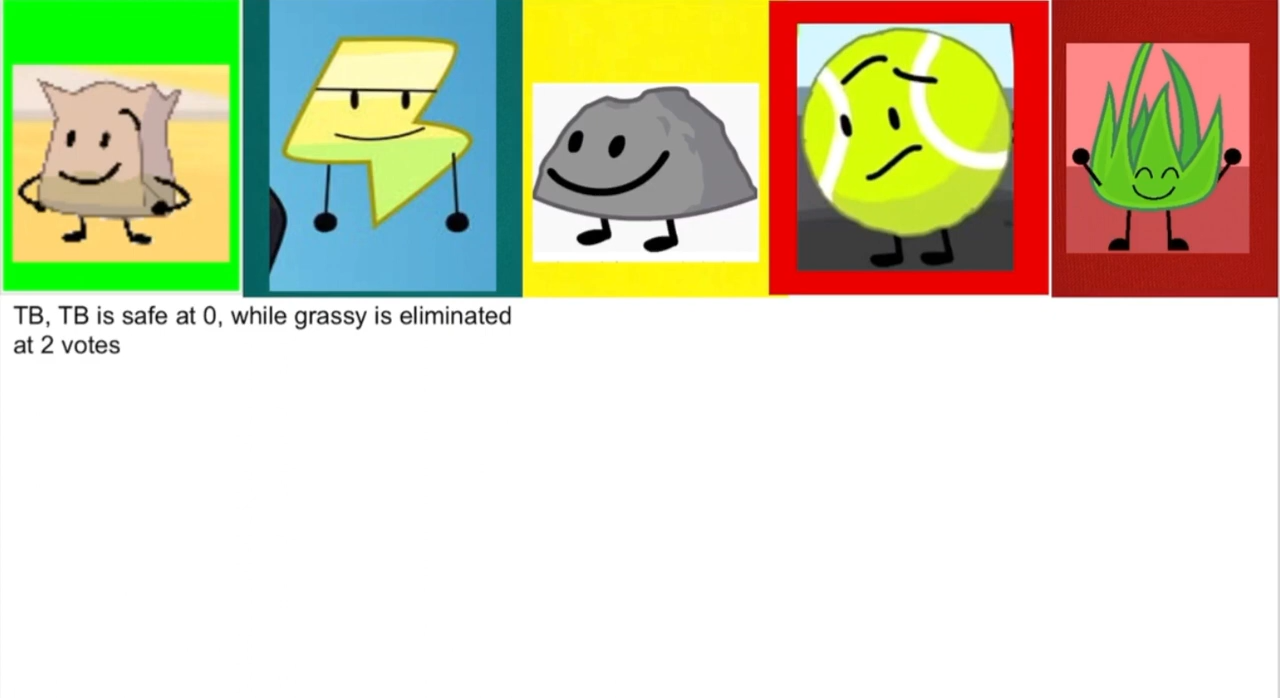 TB, TB is safe at 0, while grassy is eliminated
at 2 votes